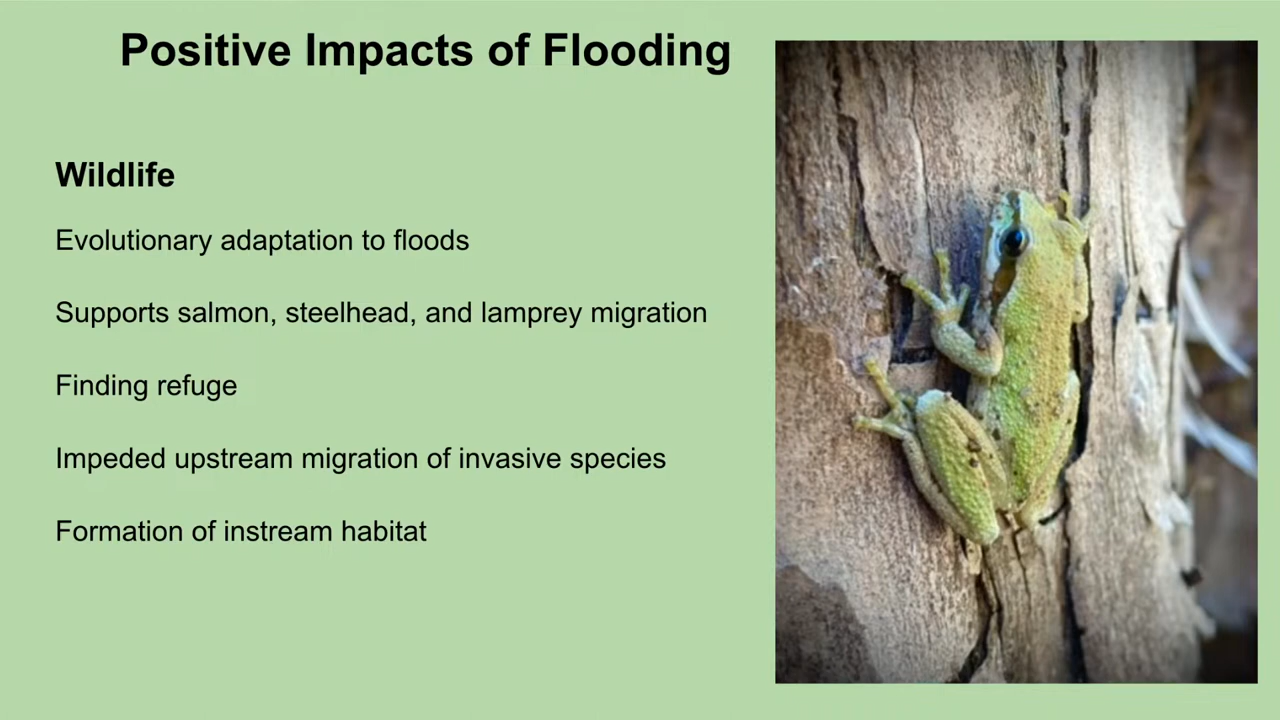 Positive Impacts of Flooding
Wildlife
Evolutionary adaptation to floods
Supports salmon, steelhead, and lamprey migration
Finding refuge
Impeded upstream migration of invasive species
Formation of instream habitat